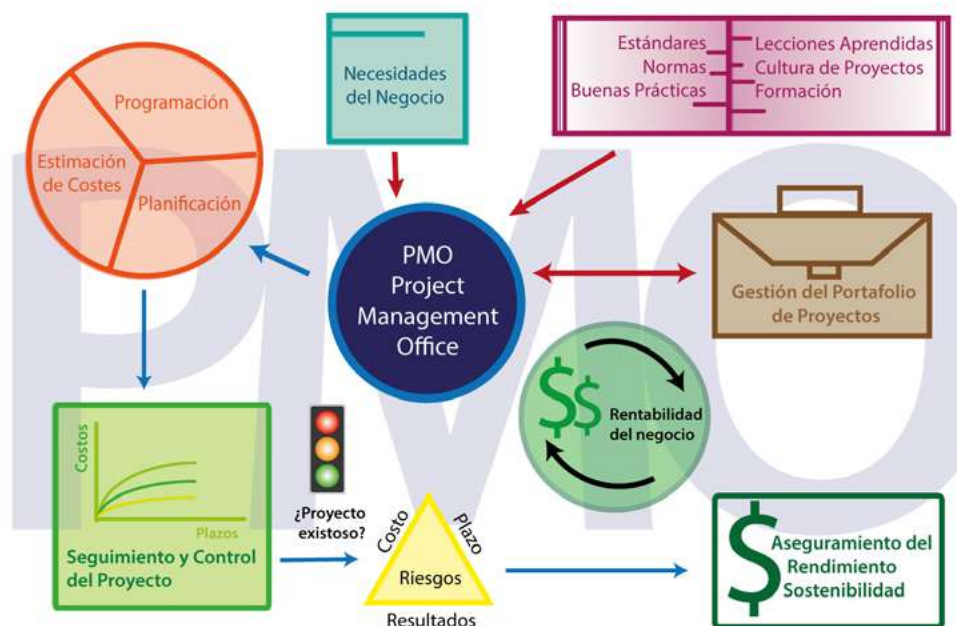 PMO
Programación
Estimación
de Costes
Planificación
Necesidades
del Negocio
Estándares
Normas
Buenas Prácticas
Lecciones Aprendidas
Cultura de Proyectos
Formación
PMO
Project
Management
Office
Gestión del Portafolio
de Proyectos
$$
Rentabilidad
del negocio
Costos
Plazos
Seguimiento y Control
del Proyecto
¿Proyecto
existoso?
Costo
Plazo
Riesgos
Resultados
$
Aseguramiento del
Rendimiento
Sostenibilidad